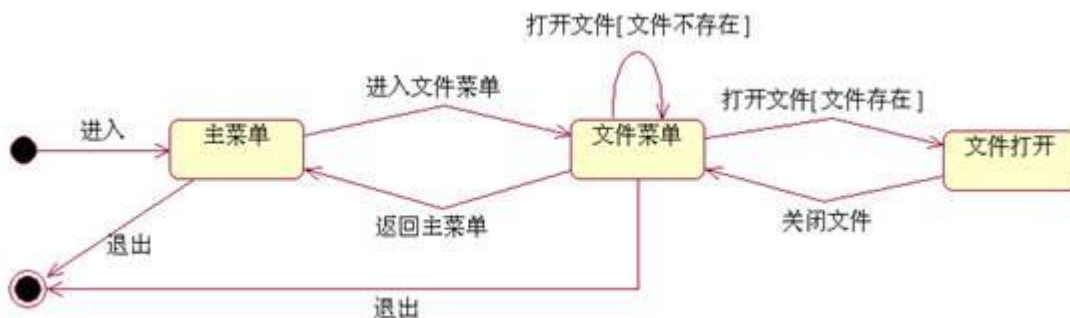 打开文件[文件不存在]
进入文件菜单
打开文件[文件存在]
进入
主菜单
文件菜单
文件打开
返回主菜单
关闭文件
退出
退出